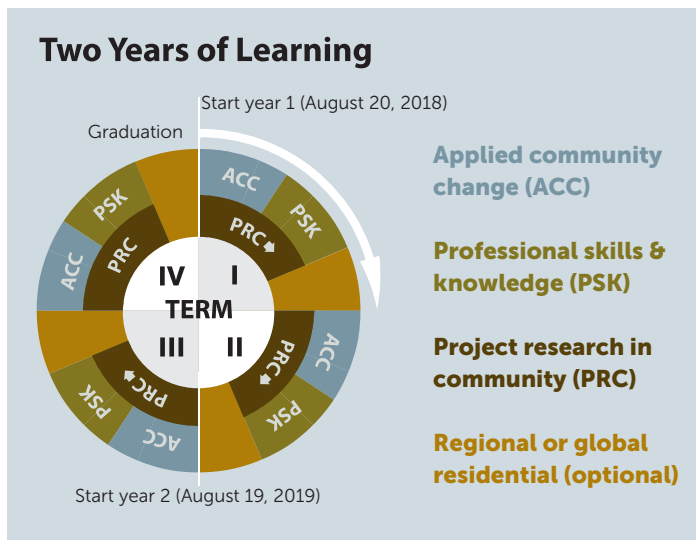 Two Years of Learning
Start year 1 (August 20, 2018)
Graduation
ACC
PSK
PRC
ACC
PSK
PRC
ACC
PSK
PRC
ACC
PSK
PRC
IV I
TERM
III II
Start year 2 (August 19, 2019)
Applied community
change (ACC)
Professional skills &
knowledge (PSK)
Project research in
community (PRC)
Regional or global
residential (optional)